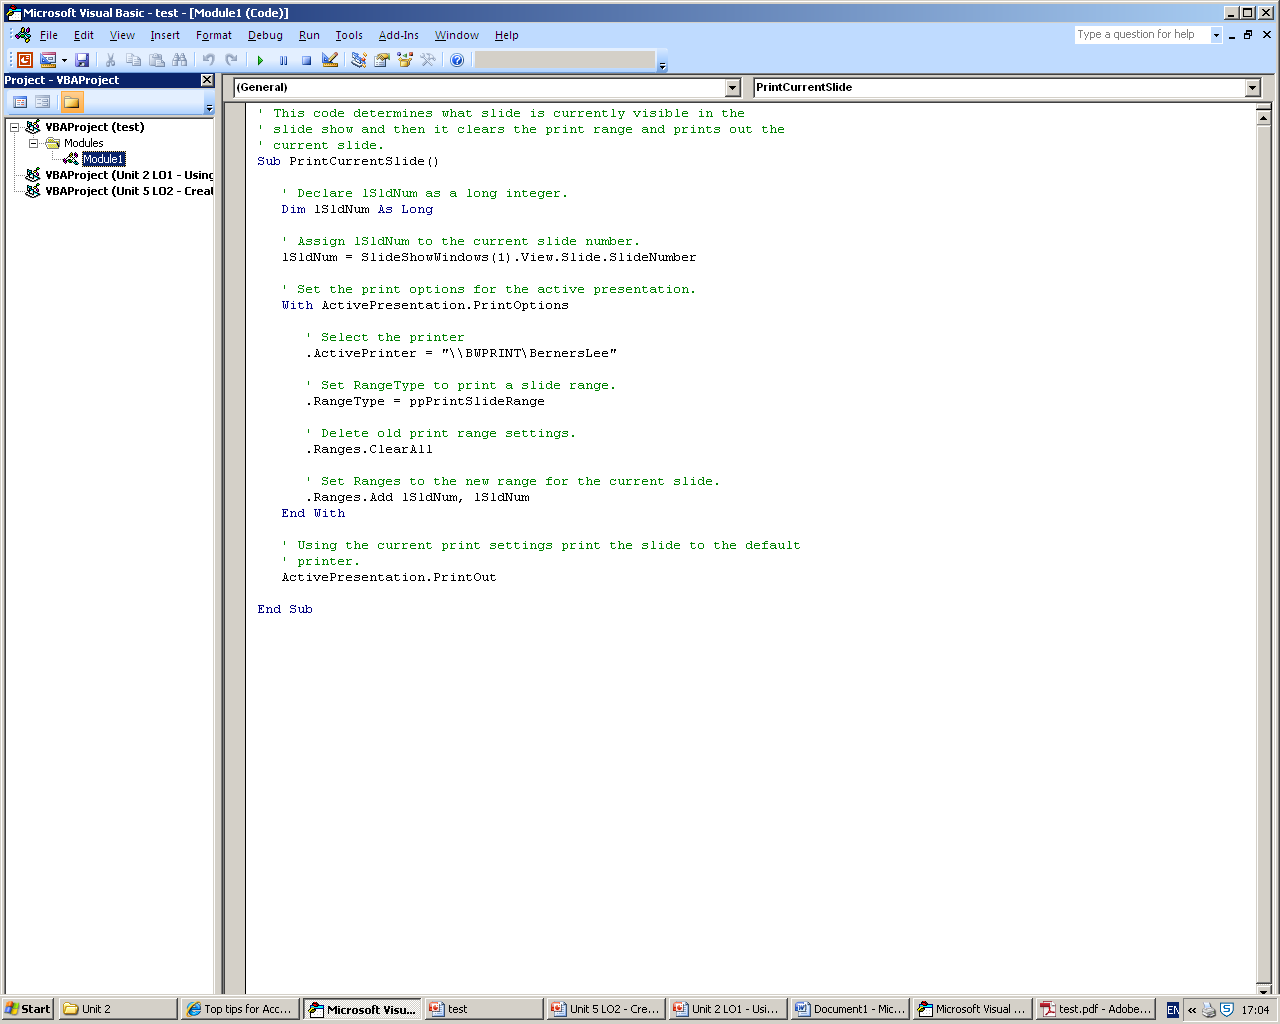 Microsoft Visual Basic - test - [Module1 (Code)]
File Edit View Insert Format Debug Run Tools Add-Ins Window Help
Type a question for help
Project - VBAProject
(General)
PrintCurrentSlide
VBAProject (test)
Modules
Module1
VBAProject (Unit 2 LO1 - Using
VBAProject (Unit 5 LO2 - Creat
' This code determines what slide is currently visible in the
' slide show and then it clears the print range and prints out the
' current slide.
Sub PrintCurrentSlide()
' Declare lSldNum as a long integer.
Dim lSldNum As Long
' Assign lSldNum to the current slide number.
lSldNum = SlideShowWindows(1).View.Slide.SlideNumber
' Set the print options for the active presentation.
With ActivePresentation.PrintOptions
' Select the printer
.ActivePrinter = "\\BWPRINT\BernersLee"
' Set RangeType to print a slide range.
.RangeType = ppPrintSlideRange
' Delete old print range settings.
.Ranges.ClearAll
' Set Ranges to the new range for the current slide.
.Ranges.Add lSldNum, lSldNum
End With
' Using the current print settings print the slide to the default
' printer.
ActivePresentation.PrintOut
End Sub
Start
Unit 2
Top tips for Acc...
Microsoft Visu...
test
Unit 5 LO2 - Cre...
Unit 2 LO1 - Usi...
Document1 - Mic...
Microsoft Visual ...
test.pdf - Adobe...
EN
17:04